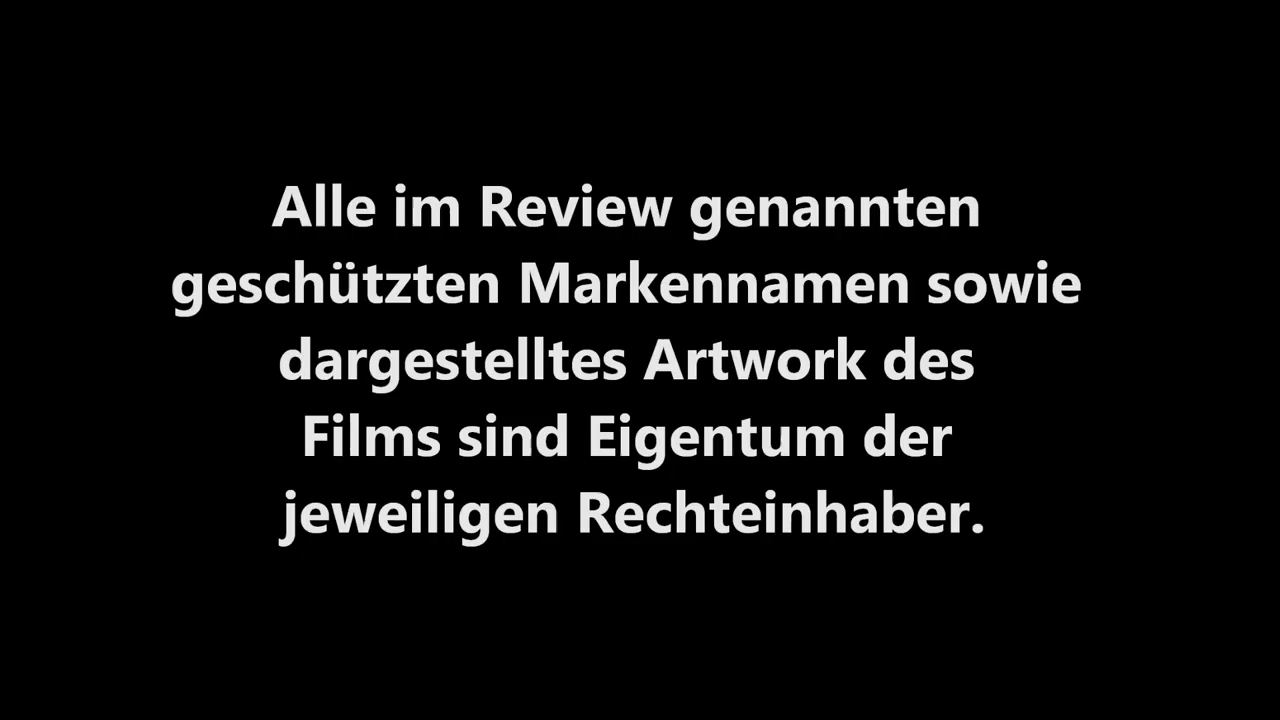 Alle im Review genannten
geschützten Markennamen sowie
dargestelltes Artwork des
Films sind Eigentum der
jeweiligen Rechteinhaber.